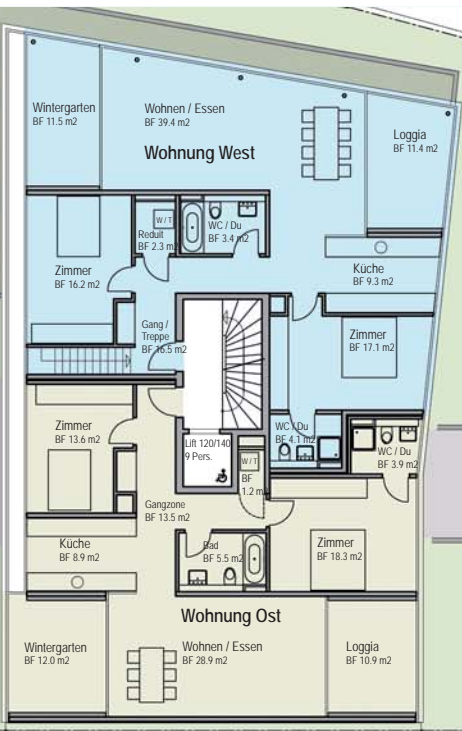 Wintergarten
BF 11.5 m2
Wohnen / Essen
BF 39.4 m2
Loggia
BF 11.4 m2
Wohnung West
W / T
Reduit
BF 2.3 m2
WC / Du
BF 3.4 m2
Zimmer
BF 16.2 m2
Küche
BF 9.3 m2
Gang /
Treppe
BF 16.5 m2
Zimmer
BF 17.1 m2
Zimmer
BF 13.6 m2
Lift 120/140
9 Pers.
WC / Du
BF 4.1 m2
WC / Du
BF 3.9 m2
W / T
BF
1.2 m2
Gangzone
BF 13.5 m2
Küche
BF 8.9 m2
Bad
BF 5.5 m2
Zimmer
BF 18.3 m2
Wohnung Ost
Wintergarten
BF 12.0 m2
Wohnen / Essen
BF 28.9 m2
Loggia
BF 10.9 m2